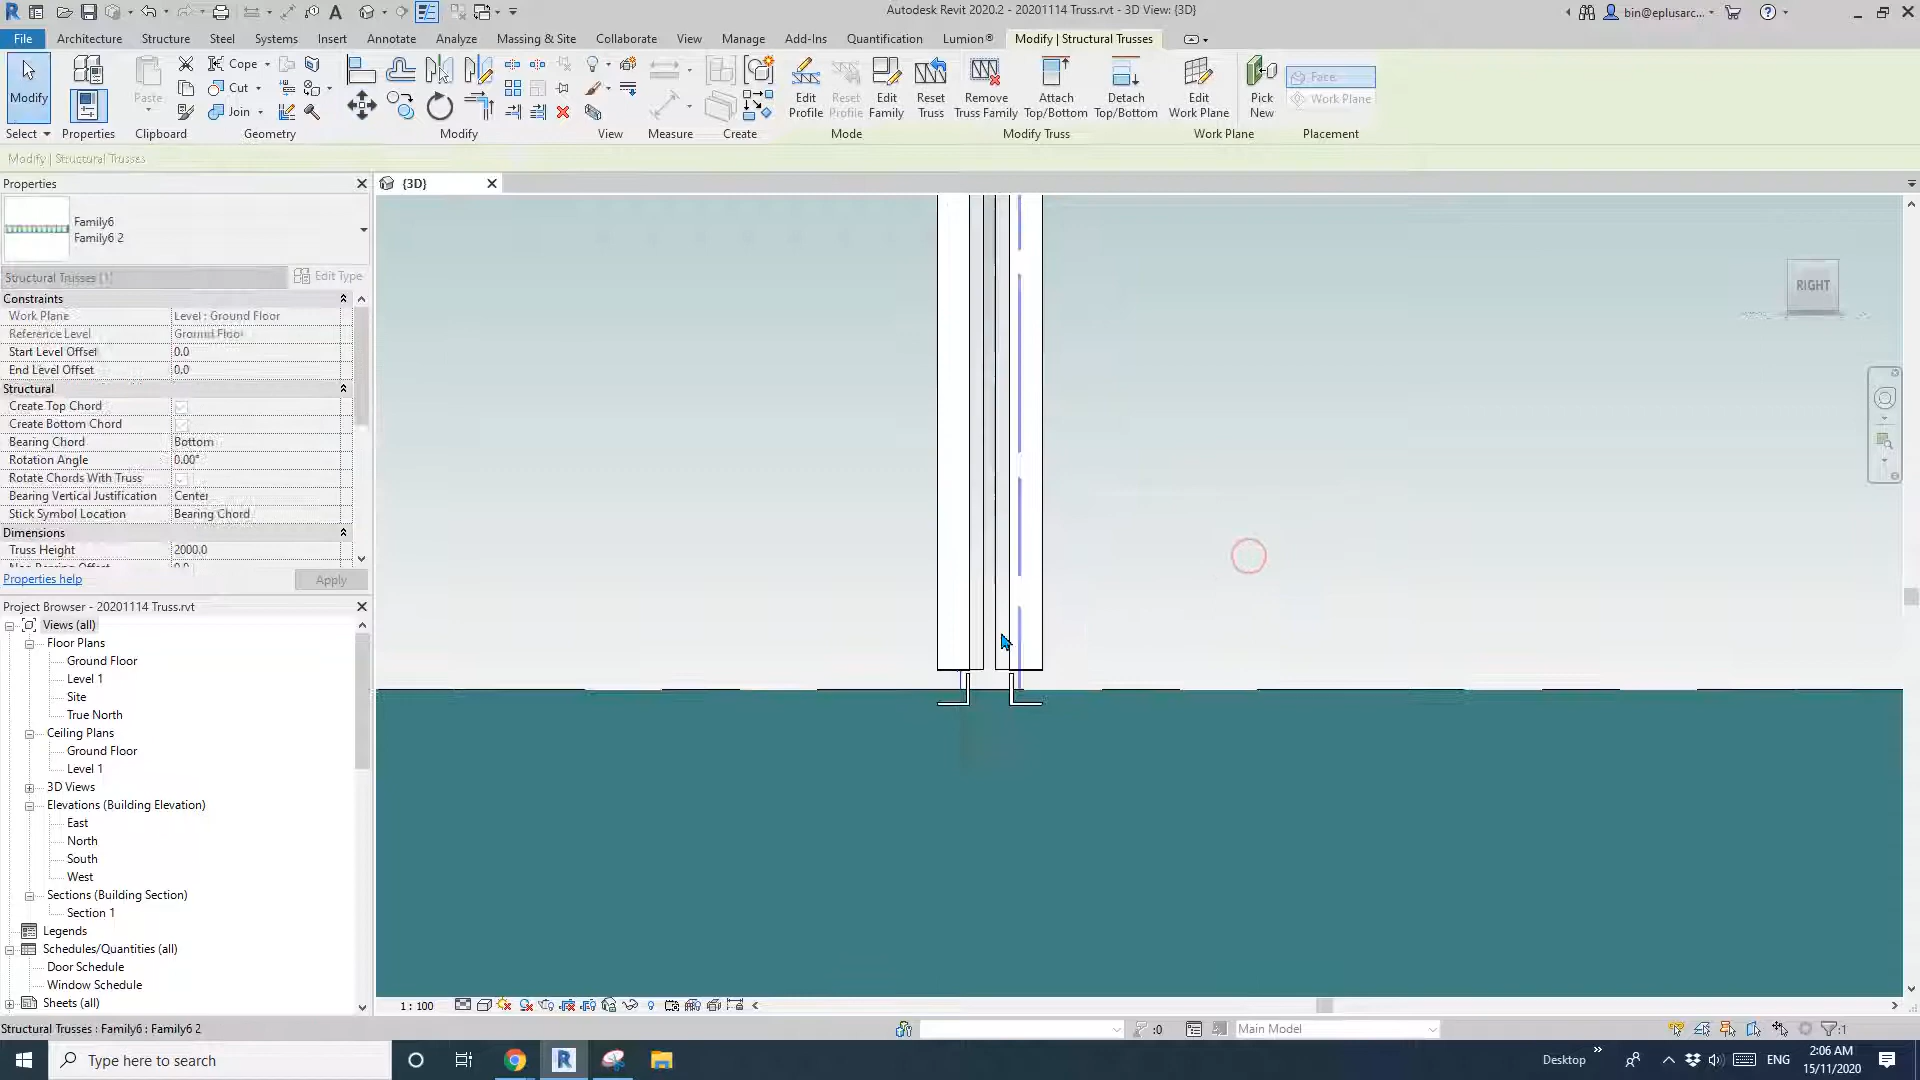 Autodesk Revit 2020.2 - 20201114 Truss.rvt - 3D View: {3D}
bin@eplusarc...
File Architecture Structure Steel Systems Insert Annotate Analyze Massing & Site Collaborate View Manage Add-Ins Quantification Lumion® Modify | Structural Trusses
Modify Paste Cope Cut Join Edit Profile Reset Profile Edit Family Reset Truss Remove Truss Family Attach Top/Bottom Detach Top/Bottom Edit Work Plane Pick New Face Work Plane
Select Properties Clipboard Geometry Modify View Measure Create Mode Modify Truss Work Plane Placement
Modify | Structural Trusses
Properties
{3D}
Family6
Family6 2
Structural Trusses (1) Edit Type
Constraints
Work Plane Level : Ground Floor
Reference Level Ground Floor
Start Level Offset 0.0
End Level Offset 0.0
Structural
Create Top Chord
Create Bottom Chord
Bearing Chord Bottom
Rotation Angle 0.00°
Rotate Chords With Truss
Bearing Vertical Justification Center
Stick Symbol Location Bearing Chord
Dimensions
Truss Height 2000.0
Properties help Apply
RIGHT
Project Browser - 20201114 Truss.rvt
Views (all)
Floor Plans
Ground Floor
Level 1
Site
True North
Ceiling Plans
Ground Floor
Level 1
3D Views
Elevations (Building Elevation)
East
North
South
West
Sections (Building Section)
Section 1
Legends
Schedules/Quantities (all)
Door Schedule
Window Schedule
Sheets (all)
1 : 100
Structural Trusses : Family6 : Family6 2
:0
Main Model
:1
Type here to search
Desktop
ENG
2:06 AM
15/11/2020